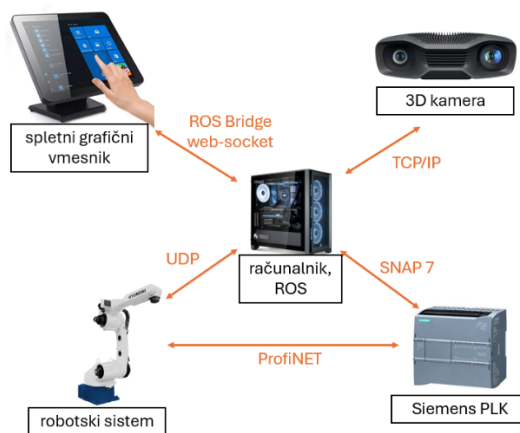 spletni grafični
vmesnik
ROS Bridge
web-socket
3D kamera
TCP/IP
UDP
računalnik,
ROS
SNAP 7
ProfiNET
robotski sistem
Siemens PLK